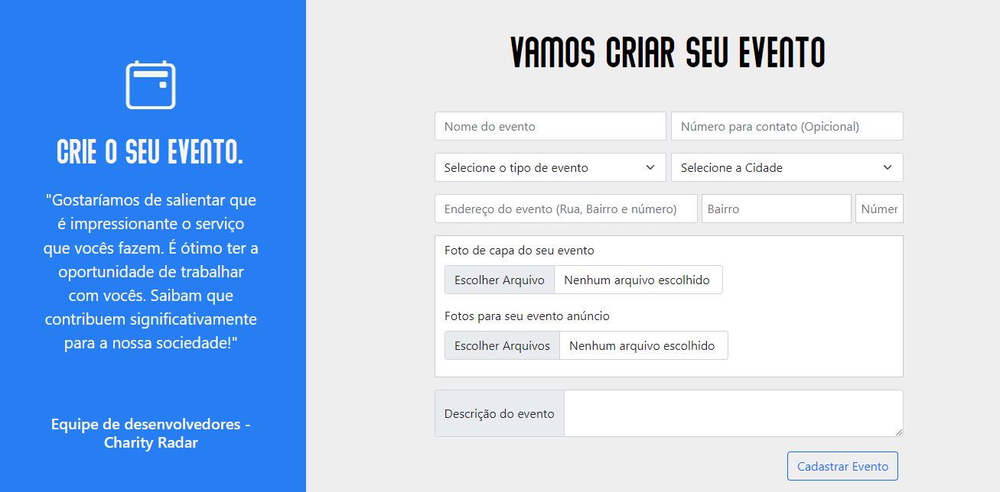 CRIE O SEU EVENTO.
"Gostaríamos de salientar que
é impressionante o serviço
que vocês fazem. É ótimo ter a
oportunidade de trabalhar
com vocês. Saibam que
contribuem significativamente
para a nossa sociedade!"
Equipe de desenvolvedores -
Charity Radar
VAMOS CRIAR SEU EVENTO
Nome do evento
Número para contato (Opicional)
Selecione o tipo de evento
Selecione a Cidade
Endereço do evento (Rua, Bairro e número)
Bairro
Númer
Foto de capa do seu evento
Escolher Arquivo
Nenhum arquivo escolhido
Fotos para seu evento anúncio
Escolher Arquivos
Nenhum arquivo escolhido
Descrição do evento
Cadastrar Evento